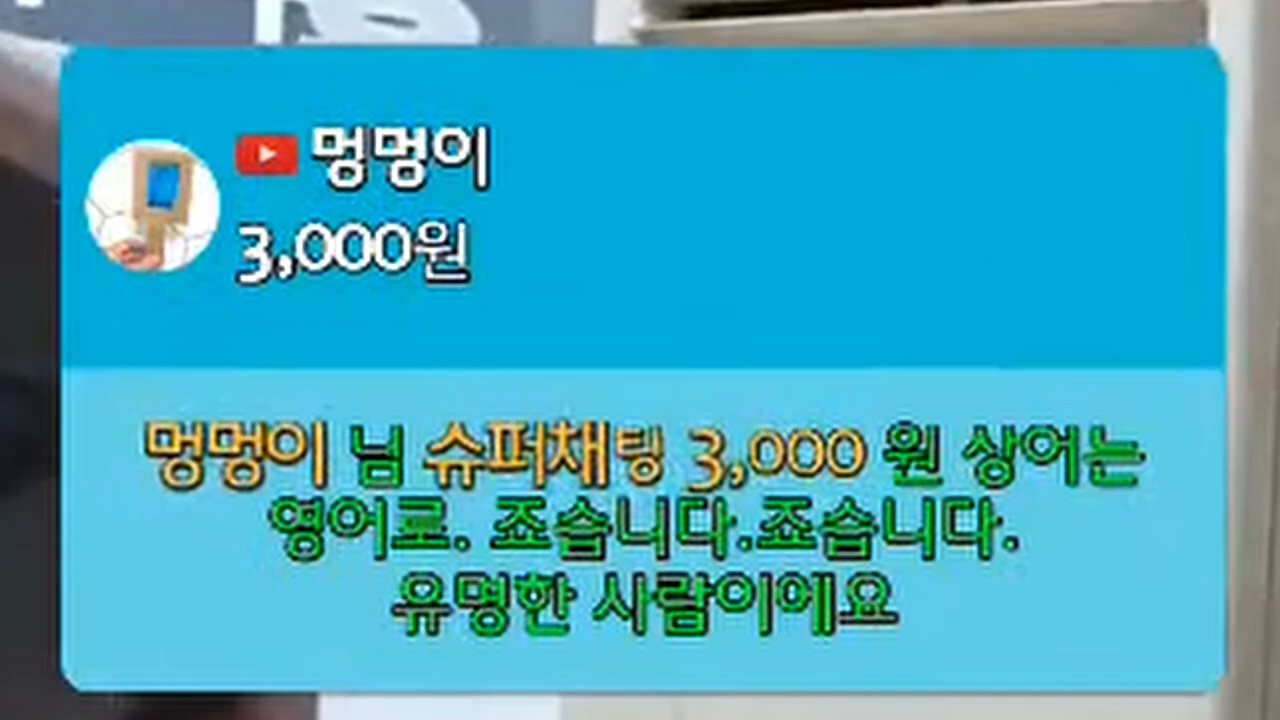 멍멍이
3,000원
멍멍이 님 슈퍼채팅 3,000 원 상어는
영어로. 죠습니다.죠습니다.
유명한 사람이에요